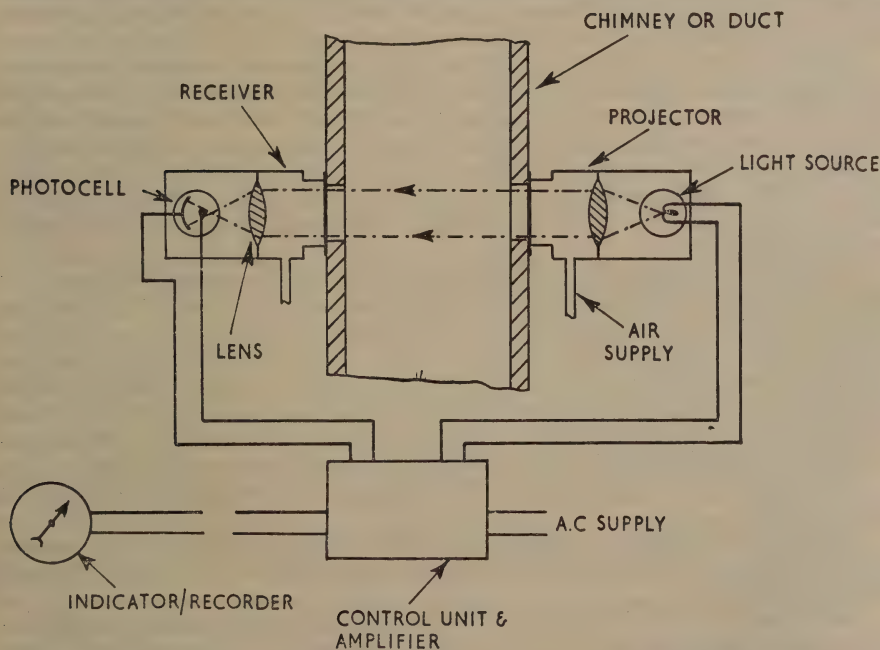 CHIMNEY OR DUCT
RECEIVER
PROJECTOR
LIGHT SOURCE
PHOTOCELL
LENS
AIR
SUPPLY
A.C SUPPLY
INDICATOR/RECORDER
CONTROL UNIT &
AMPLIFIER